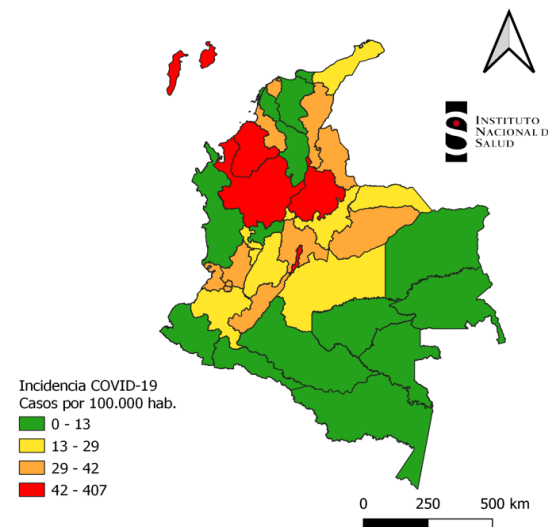 INSTITUTO
NACIONAL D
SALUD
Incidencia COVID-19
Casos por 100.000 hab.
0 - 13
13 - 29
29 - 42
42 - 407
0 250 500 km